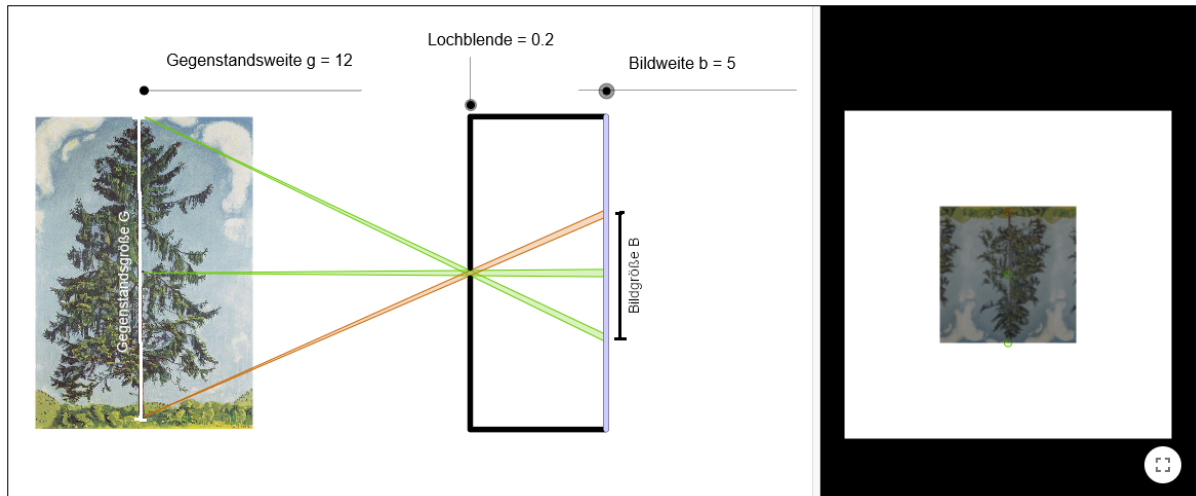 Lochblende = 0.2
Gegenstandsweite g = 12
Bildweite b = 5
Gegenstandsgröße G
Bildgröße B